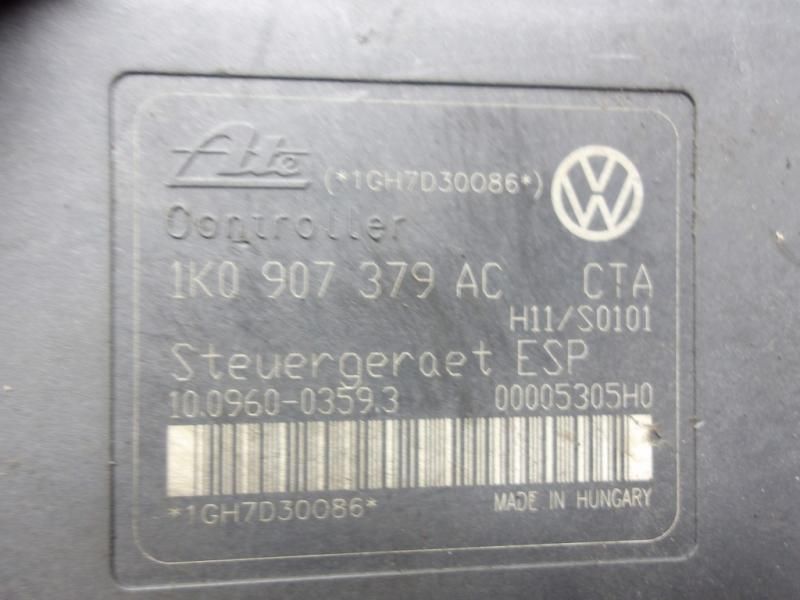 Ate (*1GH7D30086*)
Controller
1K0 907 379 AC CTA
H11/S0101
Steuergeraet ESP
10.0960-0359.3 00005305H0
*1GH7D30086* MADE IN HUNGARY